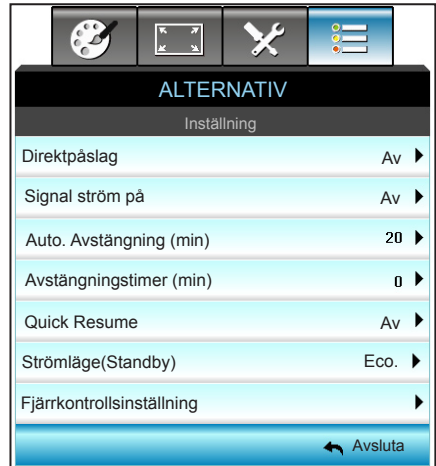 ALTERNATIV
Inställning
Direktpåslag Av
Signal ström på Av
Auto. Avstängning (min) 20
Avstängningstimer (min) 0
Quick Resume Av
Strömläge(Standby) Eco.
Fjärrkontrollsinställning
Avsluta